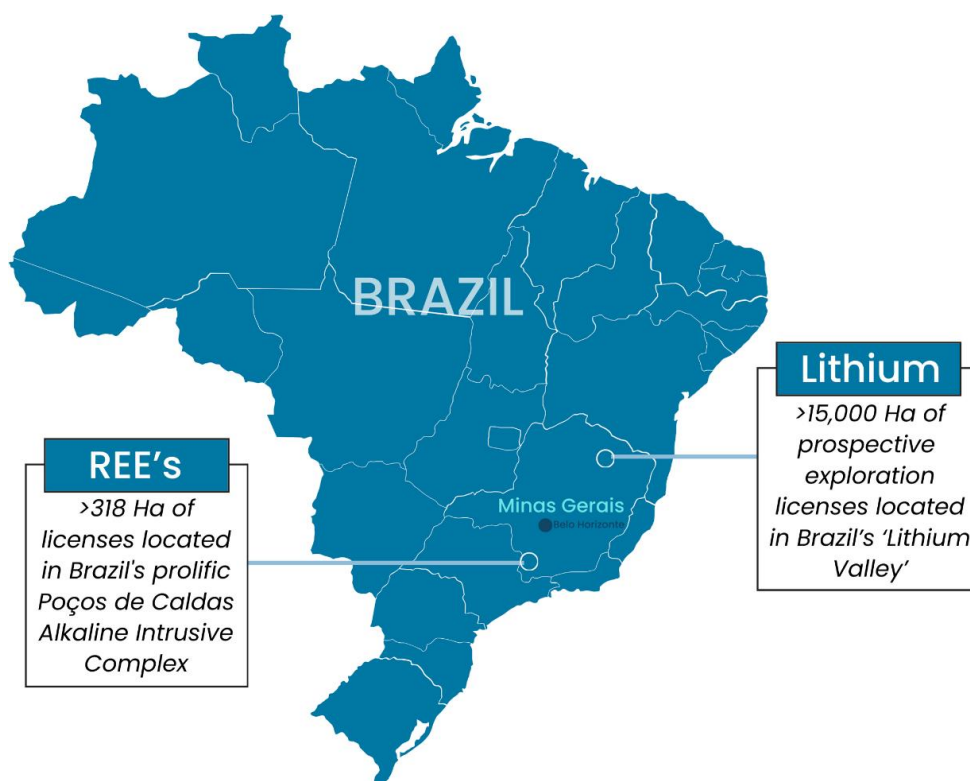 BRAZIL
Lithium
>15,000 Ha of
prospective
exploration
licenses located
in Brazil’s ‘Lithium
Valley’
REE’s
>318 Ha of
licenses located
in Brazil's prolific
Poços de Caldas
Alkaline Intrusive
Complex
Minas Gerais
Belo Horizonte